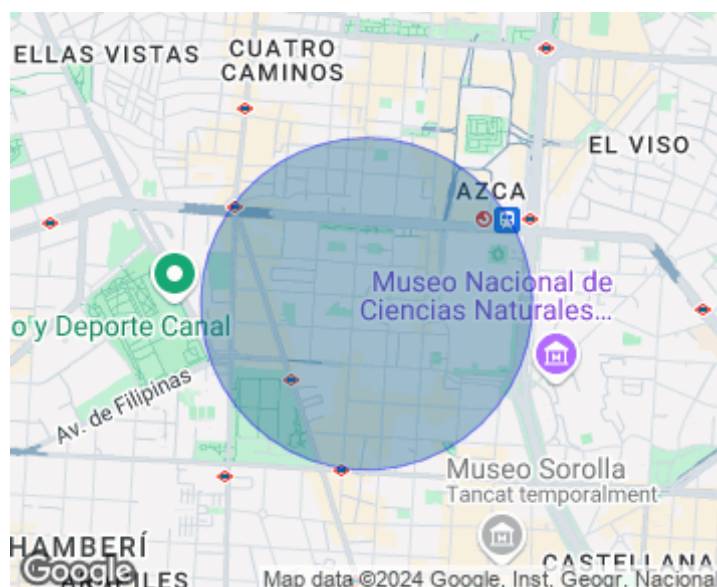 ELLAS VISTAS
CUATRO
CAMINOS
EL VISO
AZCA
Museo Nacional de
Ciencias Naturales...
o y Deporte Canal
Av. de Filipinas
Museo Sorolla
Tancat temporalment
HAMBERÍ
CASTELLANA
Google
Map data ©2024 Google, Inst. Geogr. Naciona